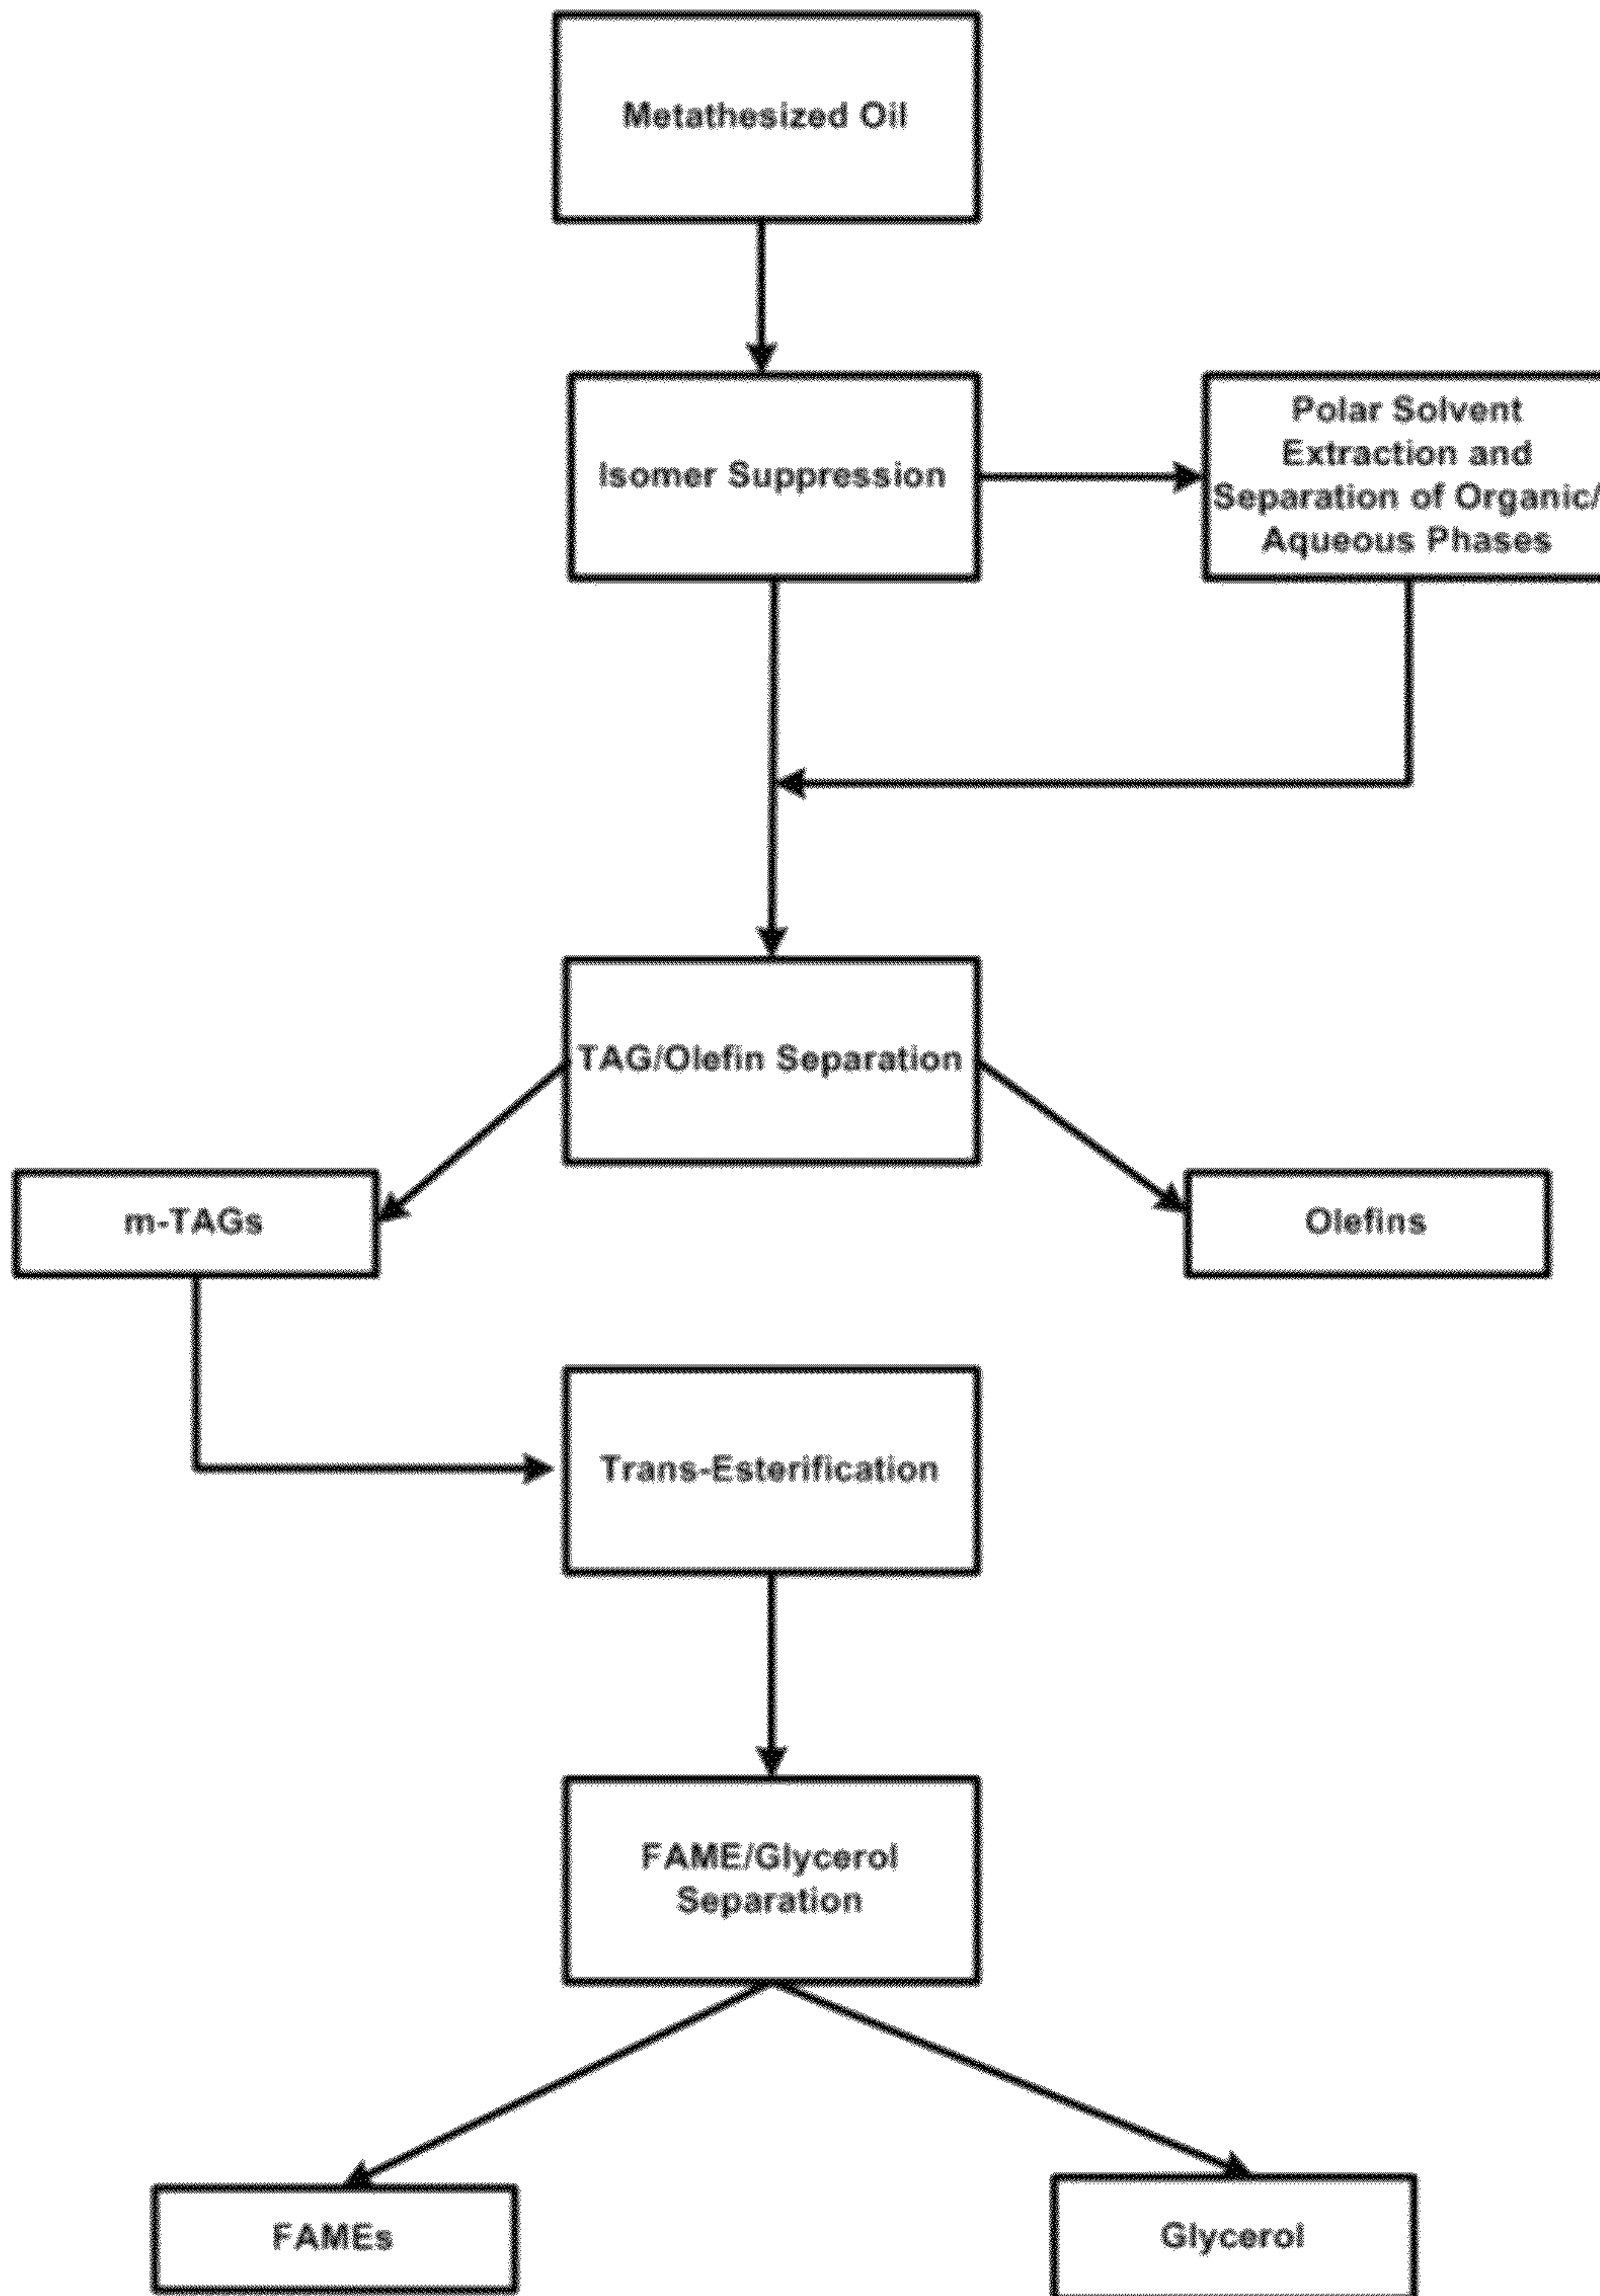 Metathesized Oil
Isomer Suppression
Polar Solvent
Extraction and
Separation of Organic/
Aqueous Phases
TAG/Olefin Separation
m-TAGs
Olefins
Trans-Esterification
FAME/Glycerol
Separation
FAMEs
Glycerol